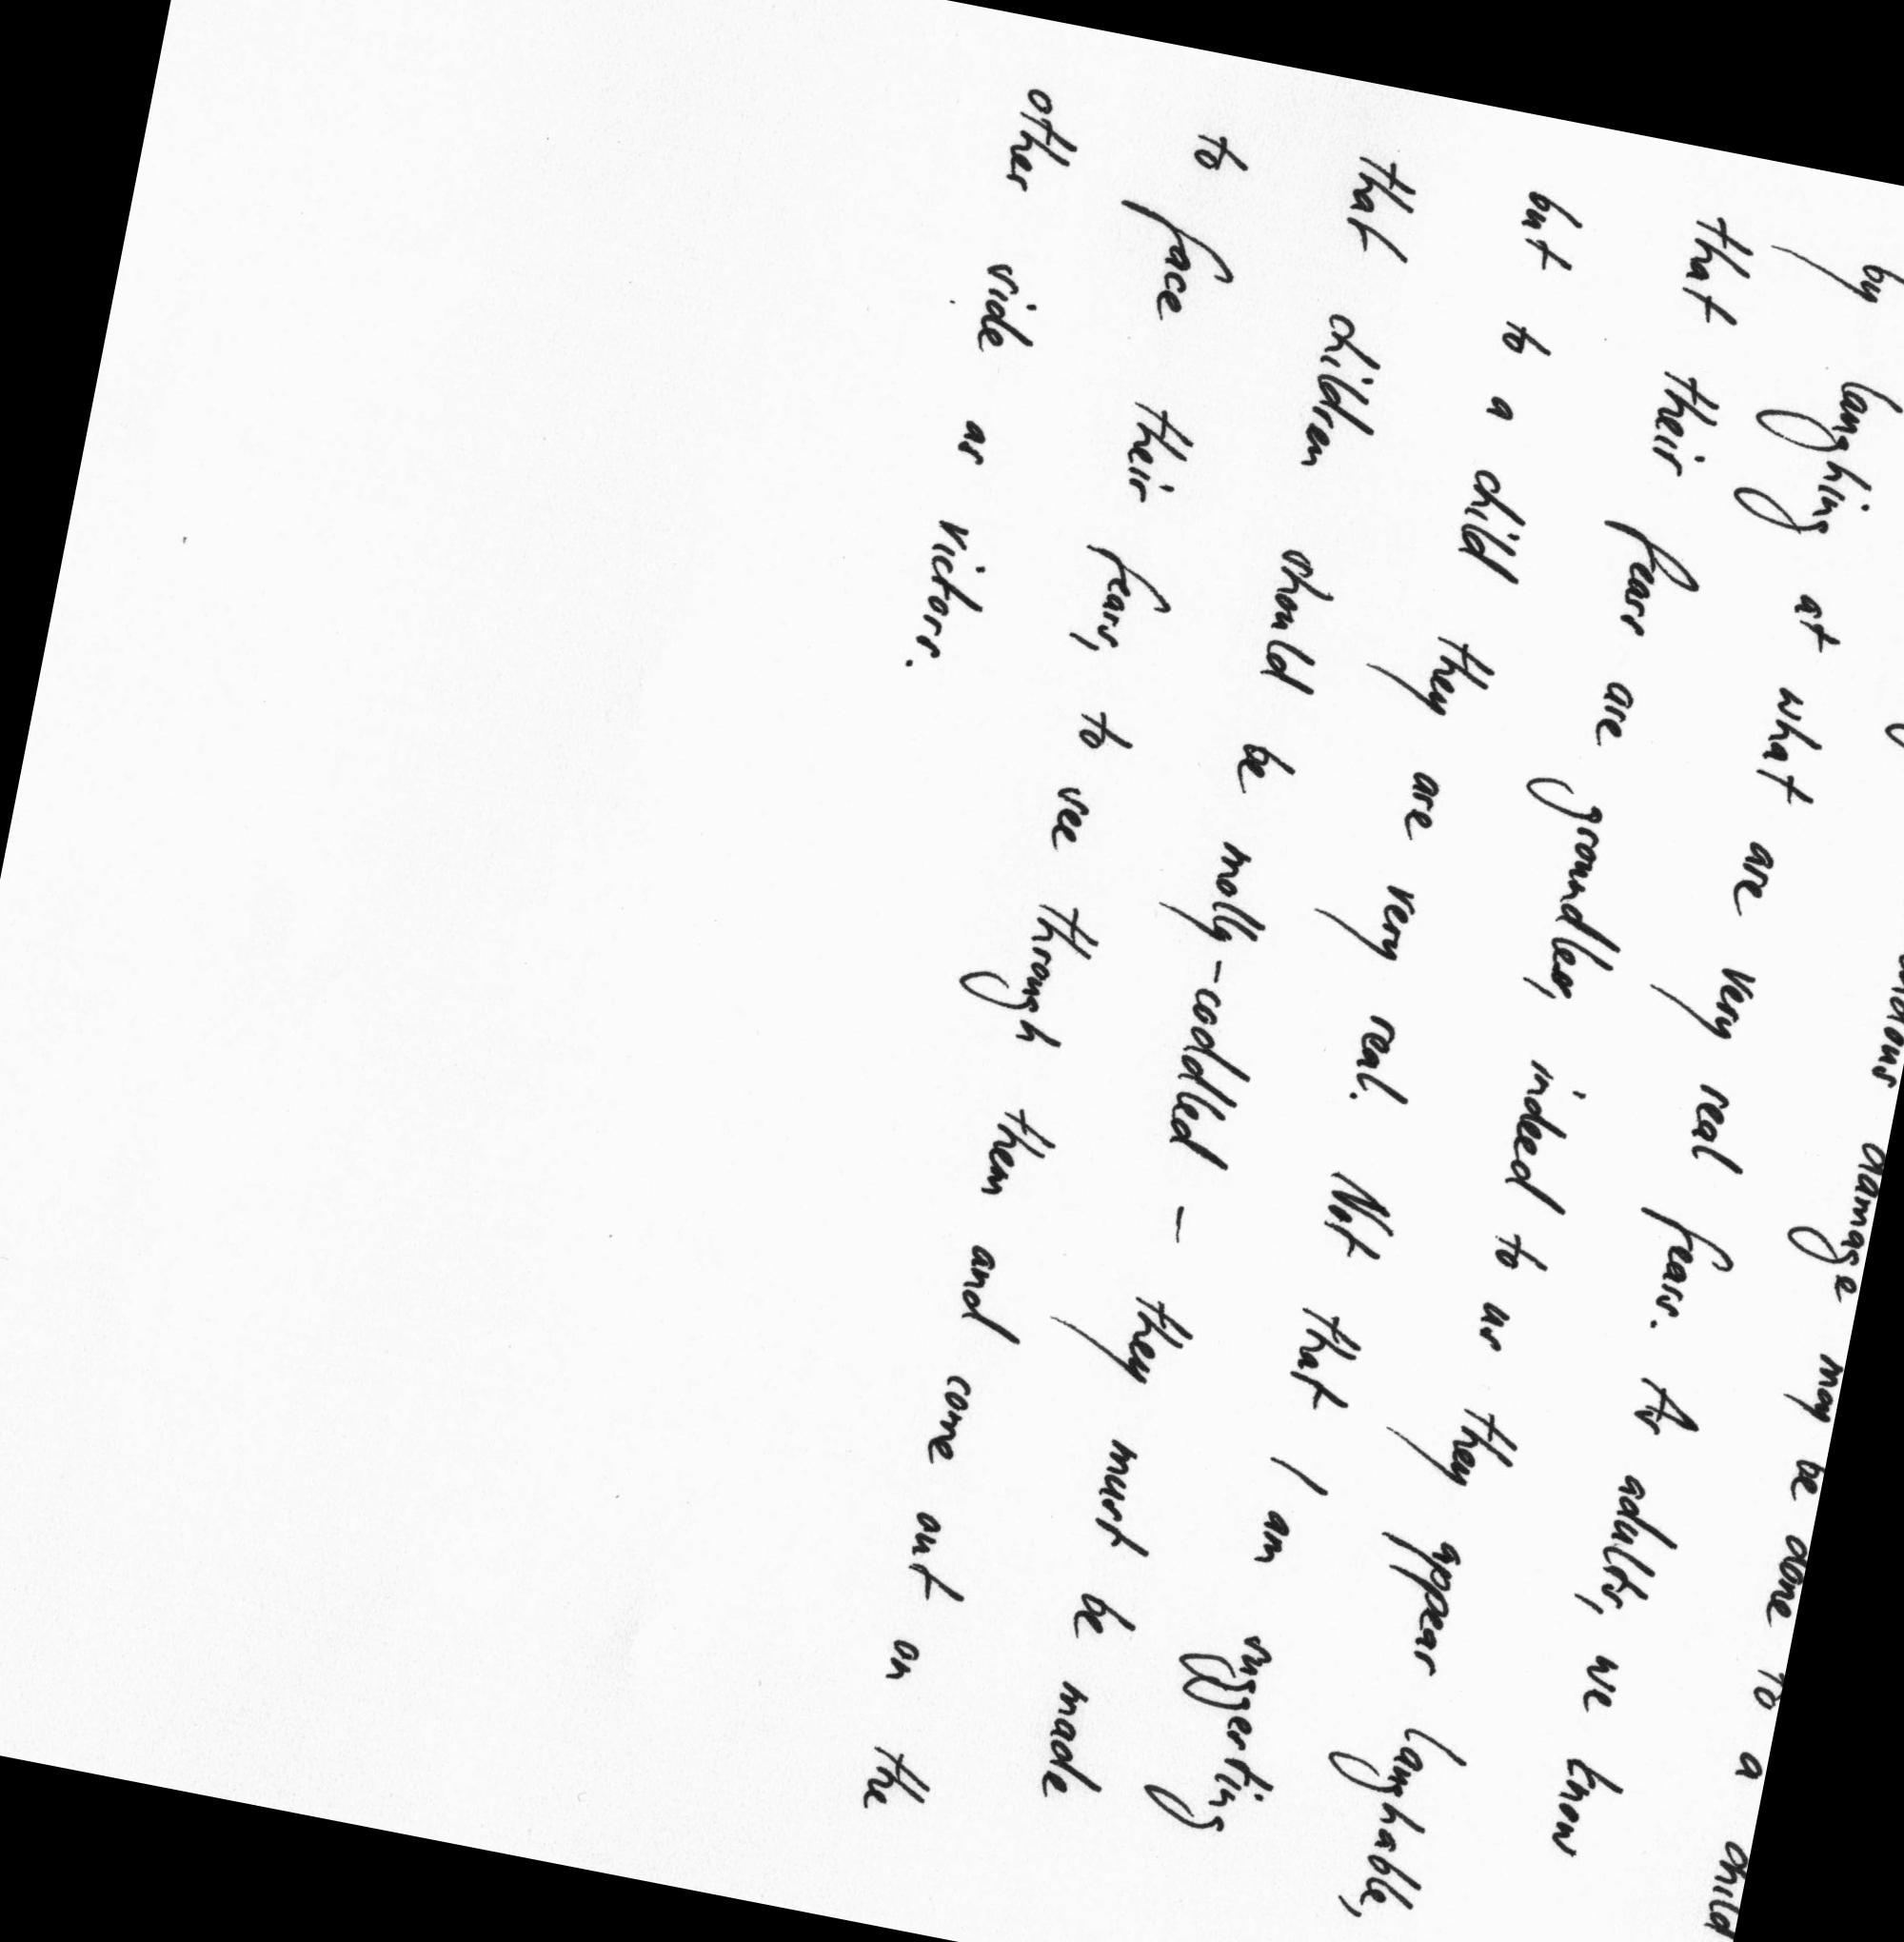 damage may be done to a child
by laughing at what are very real fears. As adults, we know
that their fears are groundless, indeed to us they appear laughable,
but to a child they are very real. Not that I am suggesting
that children should be molly-coddled - they must be made
to face their fears, to see through them and come out on the
other side as victors.